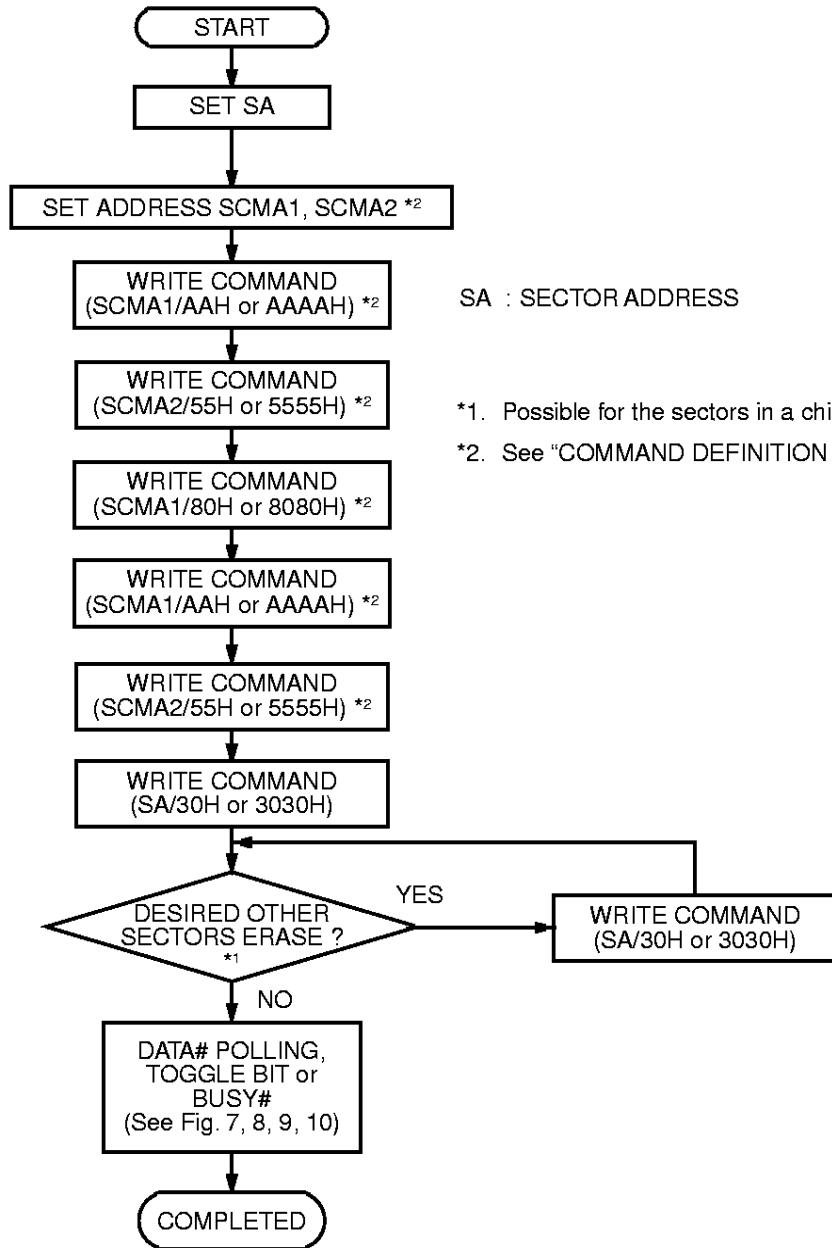 START
SET SA
SET ADDRESS SCMA1, SCMA2 *2
WRITE COMMAND
(SCMA1/AAH or AAAAH) *2
SA : SECTOR ADDRESS
WRITE COMMAND
(SCMA2/55H or 5555H) *2
*1. Possible for the sectors in a
*2. See “COMMAND DEFINITION
WRITE COMMAND
(SCMA1/80H or 8080H) *2
WRITE COMMAND
(SCMA1/AAH or AAAAH) *2
WRITE COMMAND
(SCMA2/55H or 5555H) *2
WRITE COMMAND
(SA/30H or 3030H)
YES
DESIRED OTHER
SECTORS ERASE ?
*1
WRITE COMMAND
(SA/30H or 3030H)
NO
DATA# POLLING,
TOGGLE BIT or
BUSY#
(See Fig. 7, 8, 9, 10)
COMPLETED